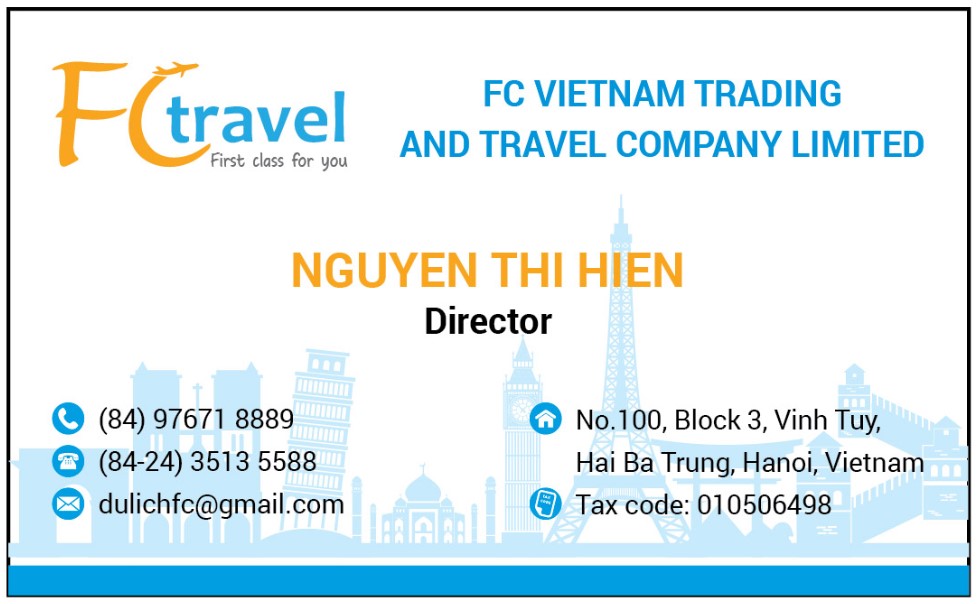 FC travel
First class for you
FC VIETNAM TRADING
AND TRAVEL COMPANY LIMITED
NGUYEN THI HIEN
Director
(84) 97671 8889
(84-24) 3513 5588
dulichfc@gmail.com
No.100, Block 3, Vinh Tuy,
Hai Ba Trung, Hanoi, Vietnam
Tax code: 010506498